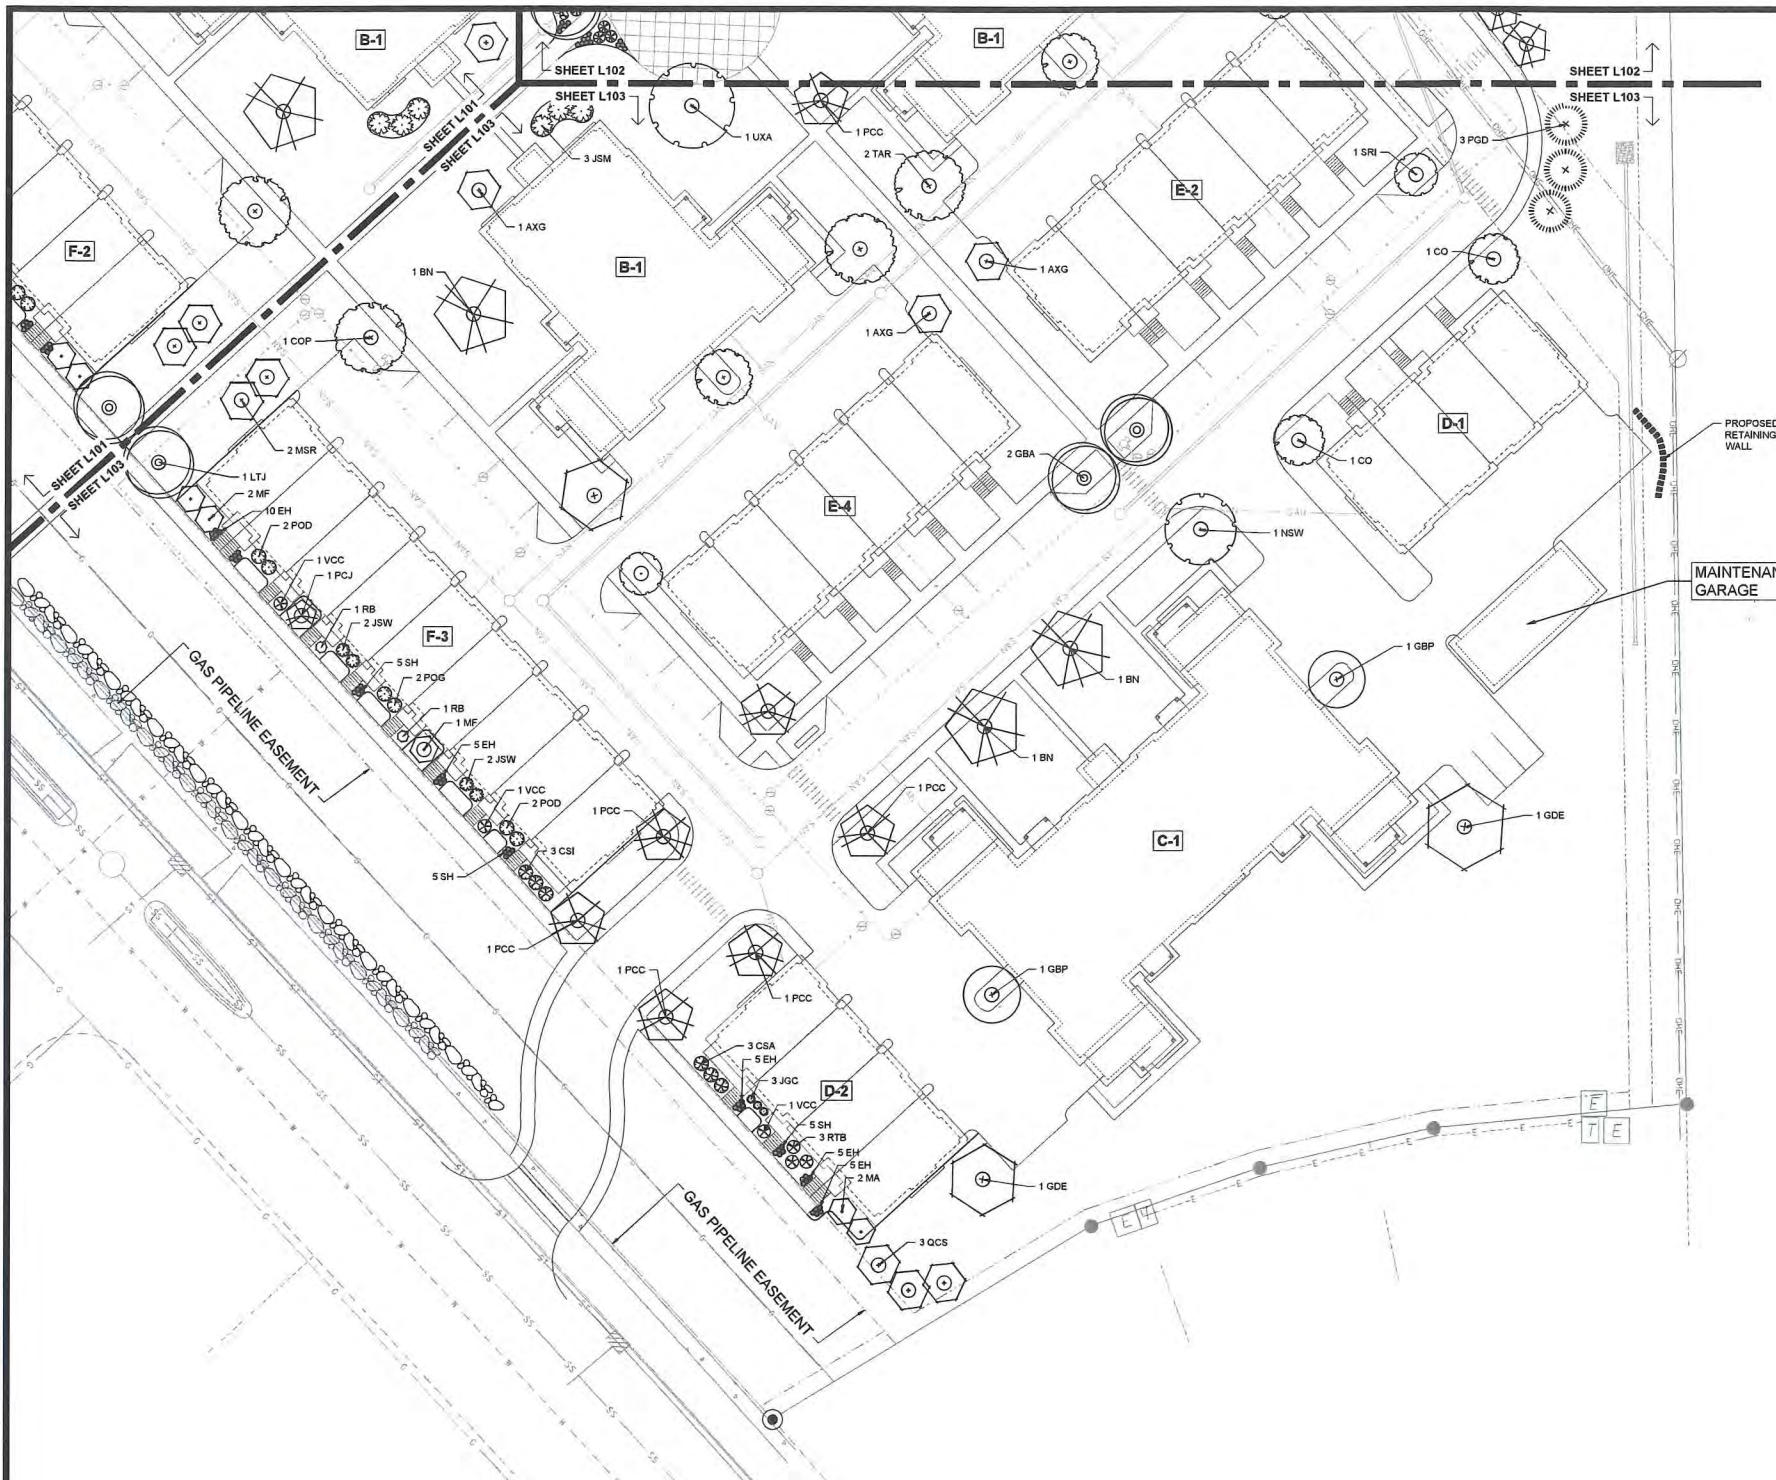 B-1
B-1
SHEET L102
SHEET L103
SHEET L102
SHEET L103
SHEET L101
SHEET L103
1 UXA
1 PCC
3 JSM
2 TAR
1 SRI
3 PGD
E-2
1 AXG
F-2
B-1
1 BN
1 AXG
1 CO
1 AXG
1 COP
D-1
PROPOSED
RETAINING
WALL
2 MSR
1 CO
2 GBA
SHEET L101
SHEET L103
1 LTJ
2 MF
10 EH
2 POD
E-4
1 NSW
1 VCC
1 PCJ
MAINTENAN
GARAGE
1 RB
2 JSW
F-3
5 SH
2 POG
1 GBP
GAS PIPELINE EASEMENT
1 BN
1 RB
1 MF
5 EH
2 JSW
1 BN
1 VCC
2 POD
1 PCC
1 PCC
1 GDE
C-1
3 CSI
5 SH
1 PCC
1 PCC
1 PCC
1 GBP
3 CSA
5 EH
3 JGC
D-2
1 VCC
5 SH
3 RTB
5 EH
5 EH
2 MA
1 GDE
E
T E
E 4
GAS PIPELINE EASEMENT
3 QCS